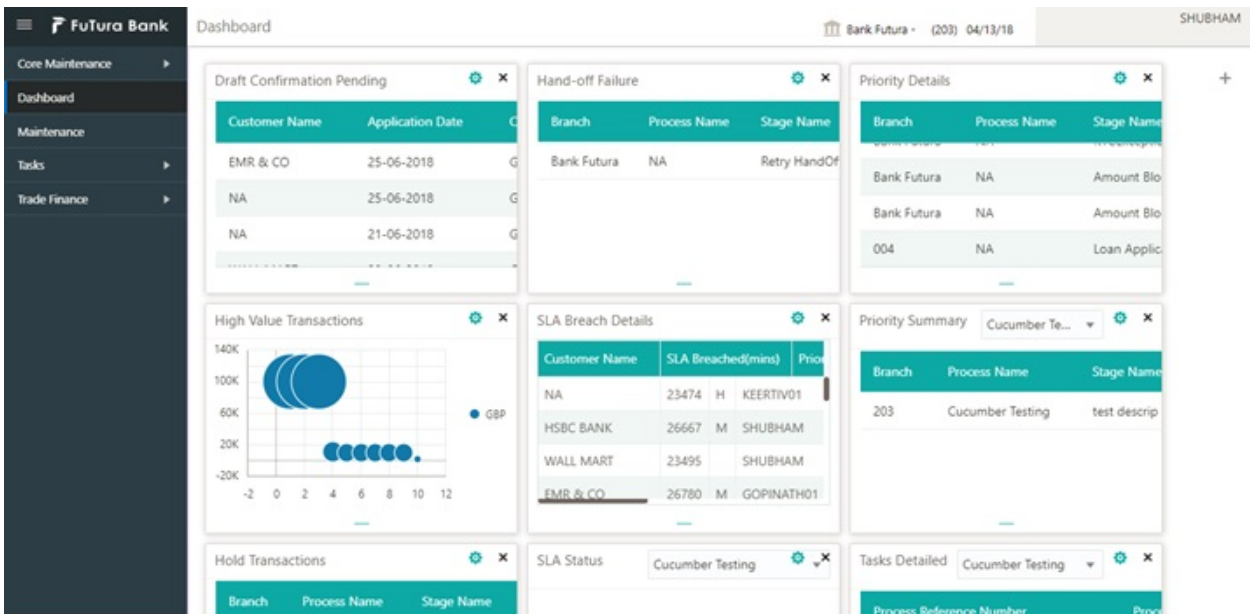 FuTura Bank
Dashboard
Bank Futura - (203) 04/13/18
SHUBHAM
Core Maintenance
Dashboard
Maintenance
Tasks
Trade Finance
Draft Confirmation Pending
Customer Name Application Date
EMR & CO 25-06-2018
NA 25-06-2018
NA 21-06-2018
Hand-off Failure
Branch Process Name Stage Name
Bank Futura NA Retry HandOf
Priority Details
Branch Process Name Stage Name
Bank Futura NA Amount Blo
Bank Futura NA Amount Blo
004 NA Loan Applic
High Value Transactions
140K
100K
60K
20K
-20K
-2 0 2 4 6 8 10 12
GBP
SLA Breach Details
Customer Name SLA Breached(mins) Prior
NA 23474 H KEERTIV01
HSBC BANK 26667 M SHUBHAM
WALL MART 23495 SHUBHAM
EMR & CO 26780 M GOPINATH01
Priority Summary Cucumber Te...
Branch Process Name Stage Name
203 Cucumber Testing test descrip
Hold Transactions
Branch Process Name Stage Name
SLA Status Cucumber Testing
Tasks Detailed Cucumber Testing
Process Reference Number Proce